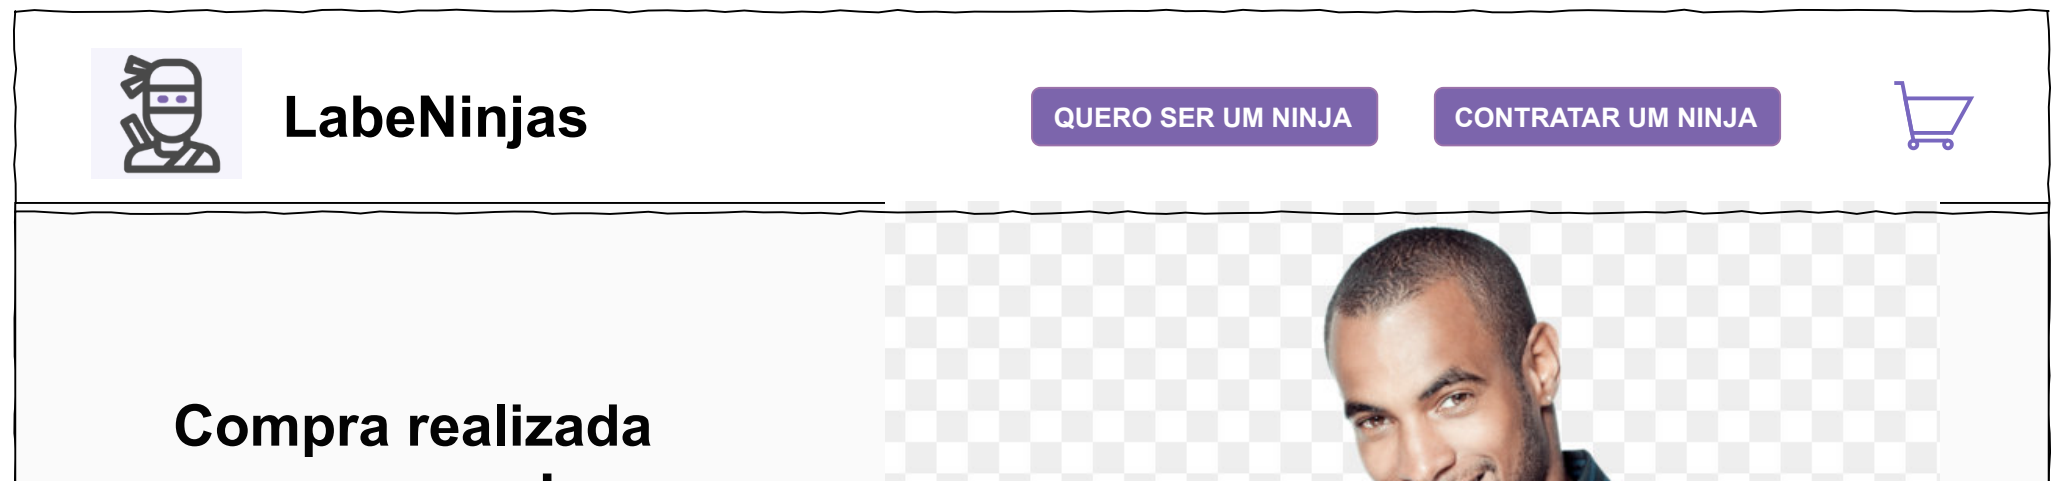 LabeNinjas
QUERO SER UM NINJA
CONTRATAR UM NINJA
Compra realizada